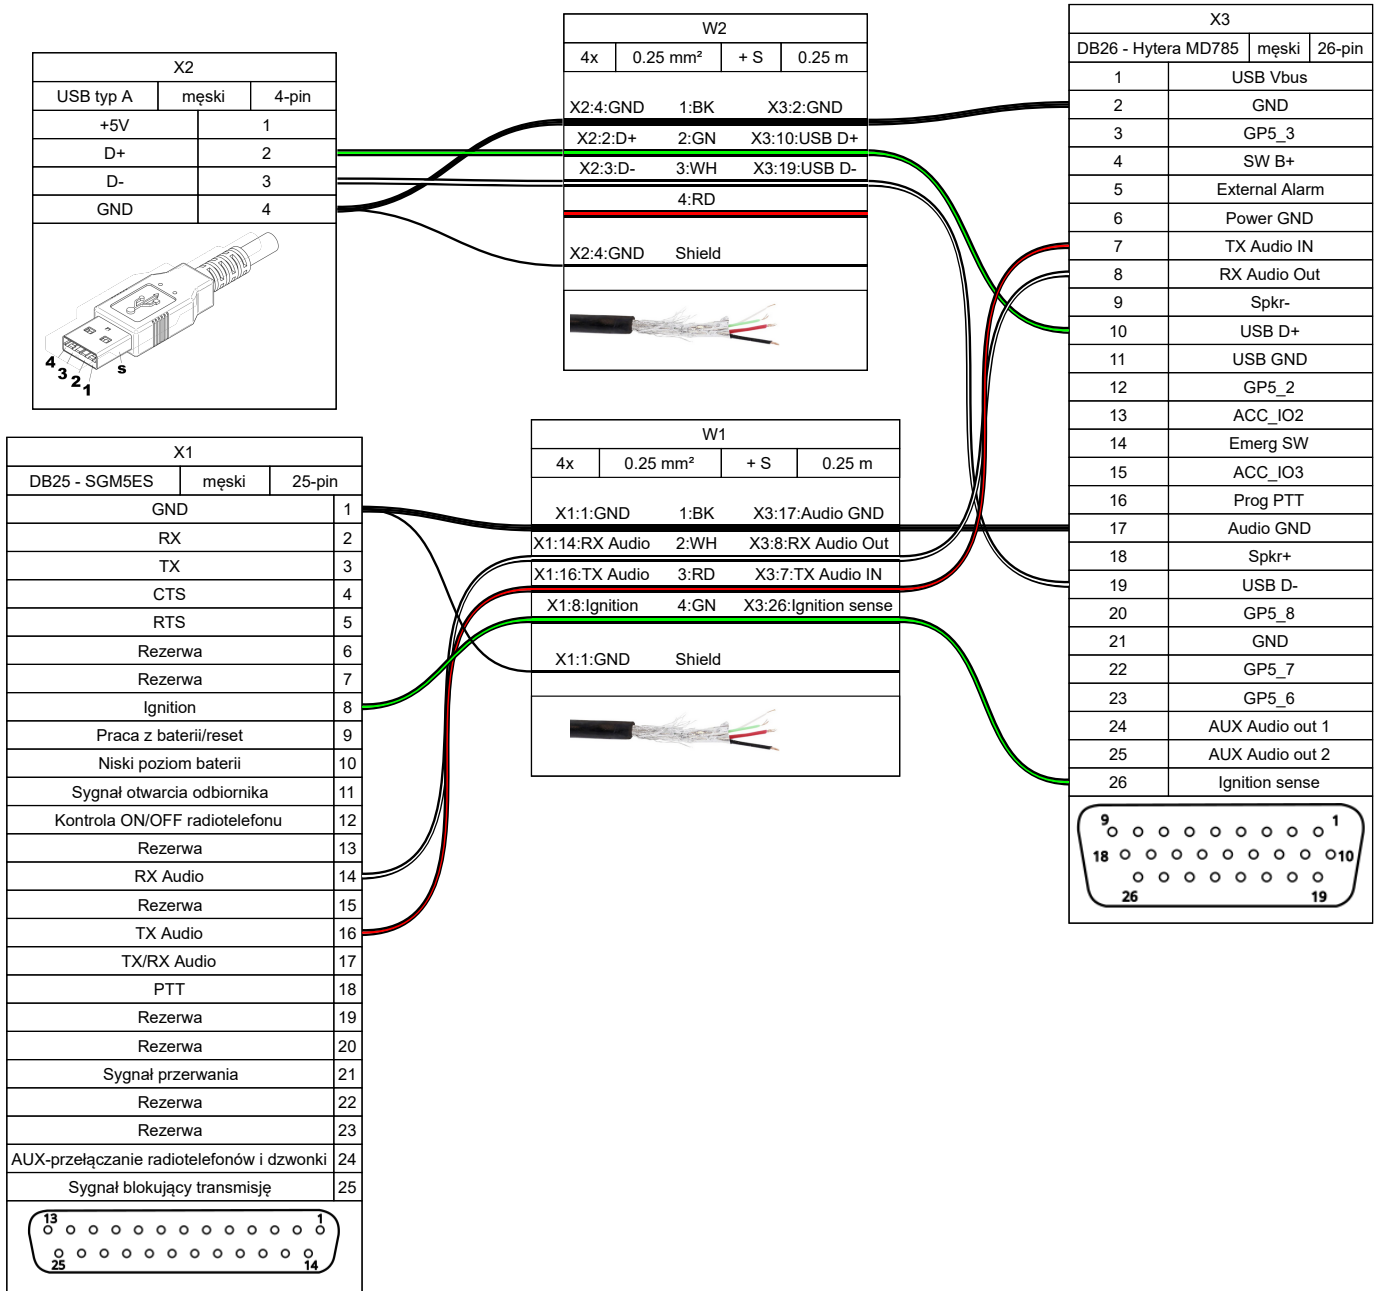 X2
USB typ A męski 4-pin
+5V 1
D+ 2
D- 3
GND 4
4 3 2 1 s
W2
4x 0.25 mm² + S 0.25 m
X2:4:GND 1:BK X3:2:GND
X2:2:D+ 2:GN X3:10:USB D+
X2:3:D- 3:WH X3:19:USB D-
4:RD
X2:4:GND Shield
X3
DB26 - Hytera MD785 męski 26-pin
1 USB Vbus
2 GND
3 GP5_3
4 SW B+
5 External Alarm
6 Power GND
7 TX Audio IN
8 RX Audio Out
9 Spkr-
10 USB D+
11 USB GND
12 GP5_2
13 ACC_IO2
14 Emerg SW
15 ACC_IO3
16 Prog PTT
17 Audio GND
18 Spkr+
19 USB D-
20 GP5_8
21 GND
22 GP5_7
23 GP5_6
24 AUX Audio out 1
25 AUX Audio out 2
26 Ignition sense
9 1
18 10
26 19
X1
DB25 - SGM5ES męski 25-pin
GND 1
RX 2
TX 3
CTS 4
RTS 5
Rezerwa 6
Rezerwa 7
Ignition 8
Praca z baterii/reset 9
Niski poziom baterii 10
Sygnał otwarcia odbiornika 11
Kontrola ON/OFF radiotelefonu 12
Rezerwa 13
RX Audio 14
Rezerwa 15
TX Audio 16
TX/RX Audio 17
PTT 18
Rezerwa 19
Rezerwa 20
Sygnał przerwania 21
Rezerwa 22
Rezerwa 23
AUX-przełączanie radiotelefonów i dzwonki 24
Sygnał blokujący transmisję 25
13 1
25 14
W1
4x 0.25 mm² + S 0.25 m
X1:1:GND 1:BK X3:17:Audio GND
X1:14:RX Audio 2:WH X3:8:RX Audio Out
X1:16:TX Audio 3:RD X3:7:TX Audio IN
X1:8:Ignition 4:GN X3:26:Ignition sense
X1:1:GND Shield